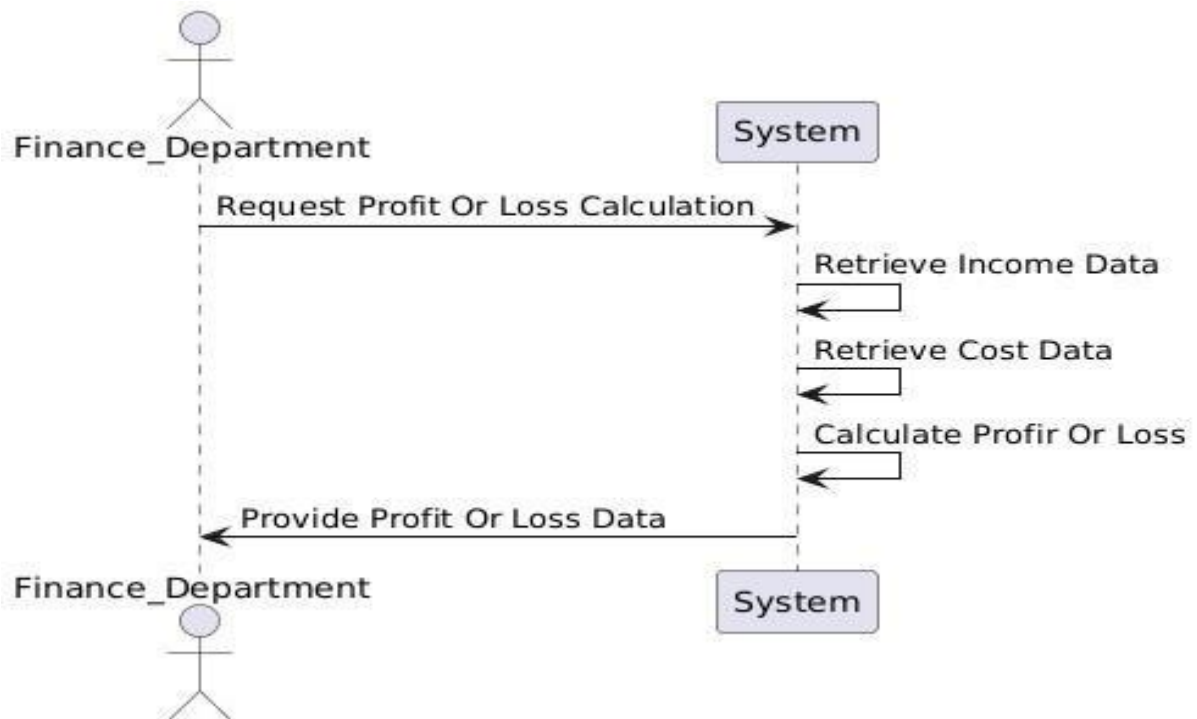 Finance_Department
System
Request Profit Or Loss Calculation
Retrieve Income Data
Retrieve Cost Data
Calculate Profir Or Loss
Provide Profit Or Loss Data
Finance_Department
System